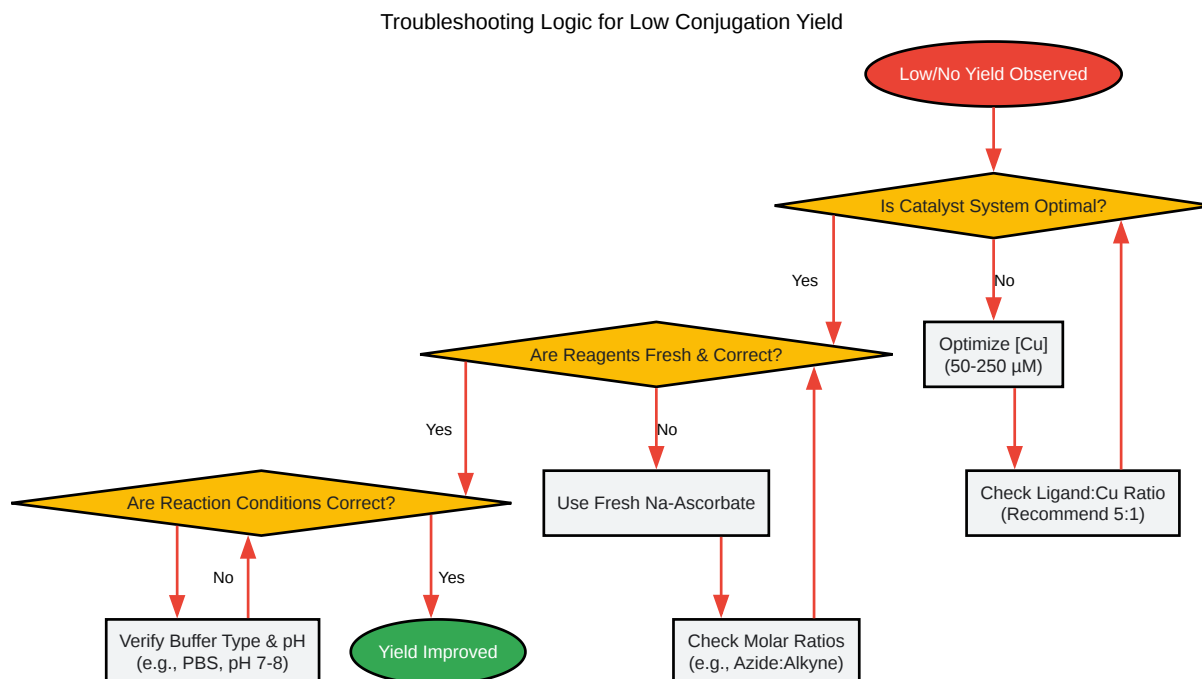 Troubleshooting Logic for Low Conjugation Yield
Low/No Yield Observed
Is Catalyst System Optimal?
Yes
No
Are Reagents Fresh & Correct?
Optimize [Cu]
(50-250 µM)
Yes
No
Are Reaction Conditions Correct?
Use Fresh Na-Ascorbate
Check Ligand:Cu Ratio
(Recommend 5:1)
No
Yes
Verify Buffer Type & pH
(e.g., PBS, pH 7-8)
Yield Improved
Check Molar Ratios
(e.g., Azide:Alkyne)